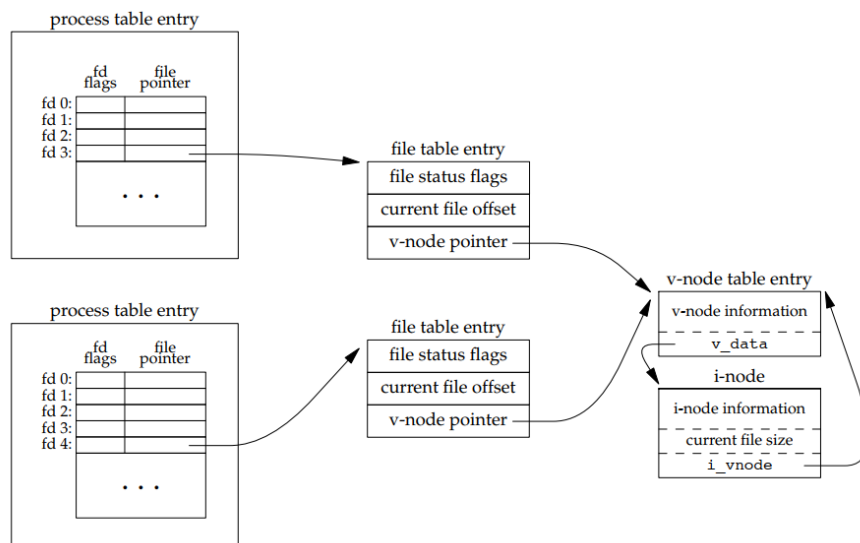 process table entry
fd flags
file pointer
fd 0:
fd 1:
fd 2:
fd 3:
. . .
file table entry
file status flags
current file offset
v-node pointer
process table entry
fd flags
file pointer
fd 0:
fd 1:
fd 2:
fd 3:
fd 4:
. . .
file table entry
file status flags
current file offset
v-node pointer
v-node table entry
v-node information
v_data
i-node
i-node information
current file size
i_vnode